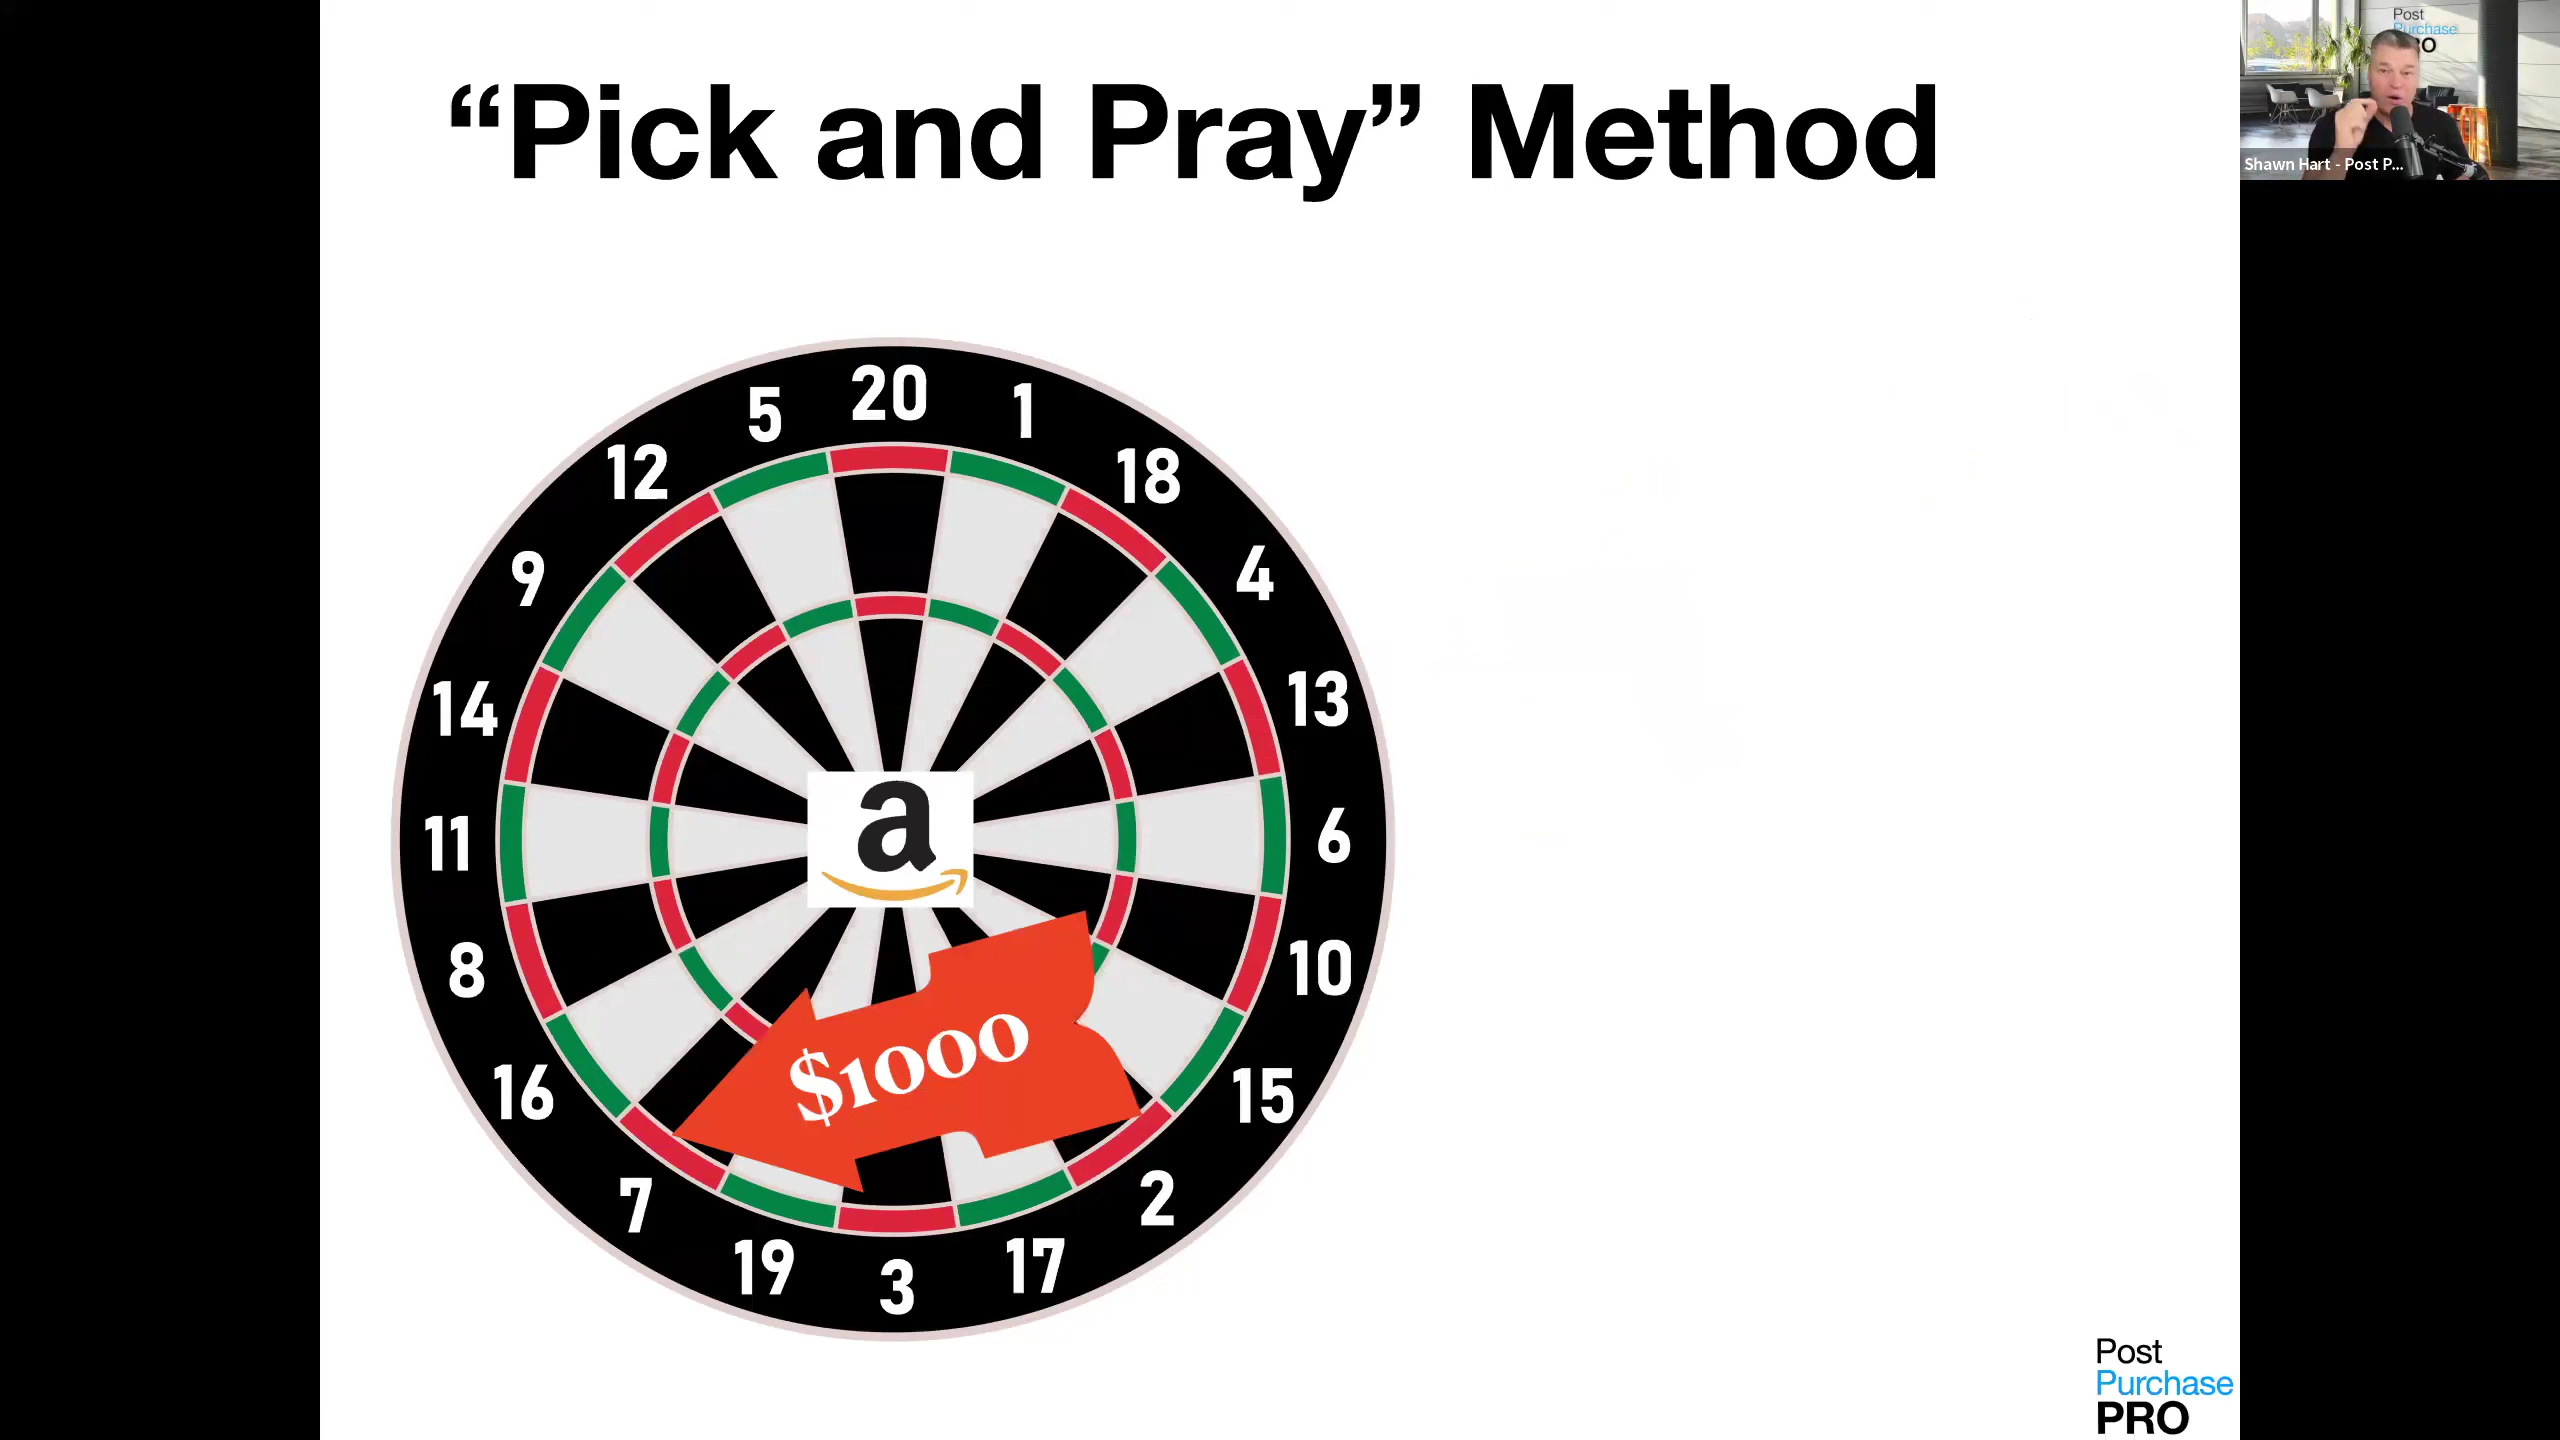 “Pick and Pray” Method
Post
Purchase
PRO
Shawn Hart - Post P...
20
1
18
4
13
6
10
15
2
17
3
19
7
16
8
11
14
9
12
5
a
$1000
Post
Purchase
PRO